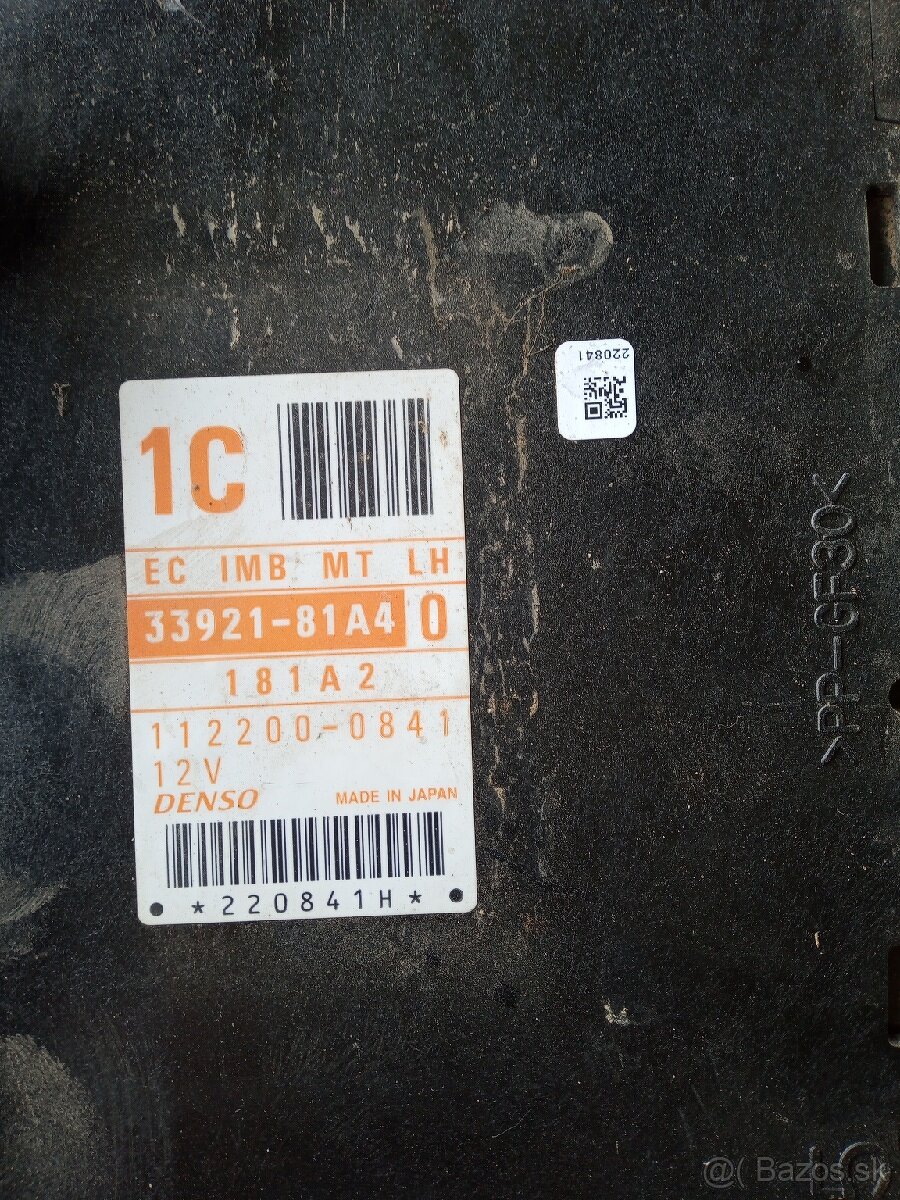 220841
1C
EC IMB MT LH
33921-81A4 0
181A2
112200-0841
12V
DENSO MADE IN JAPAN
*220841H*
>PP-GF30<
@( Bazos.sk